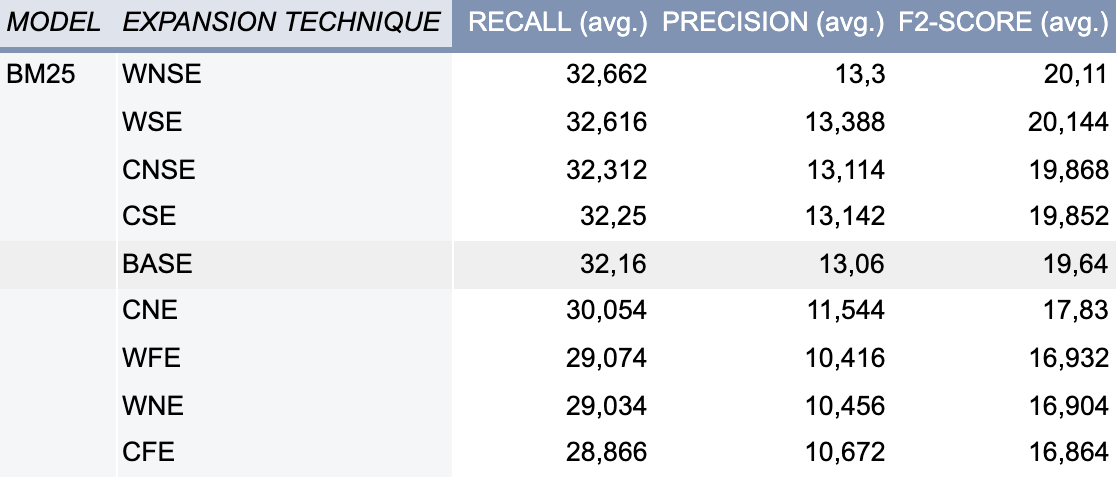 MODEL EXPANSION TECHNIQUE RECALL (avg.) PRECISION (avg.) F2-SCORE (avg.)
BM25 WNSE 32,662 13,3 20,11
WSE 32,616 13,388 20,144
CNSE 32,312 13,114 19,868
CSE 32,25 13,142 19,852
BASE 32,16 13,06 19,64
CNE 30,054 11,544 17,83
WFE 29,074 10,416 16,932
WNE 29,034 10,456 16,904
CFE 28,866 10,672 16,864